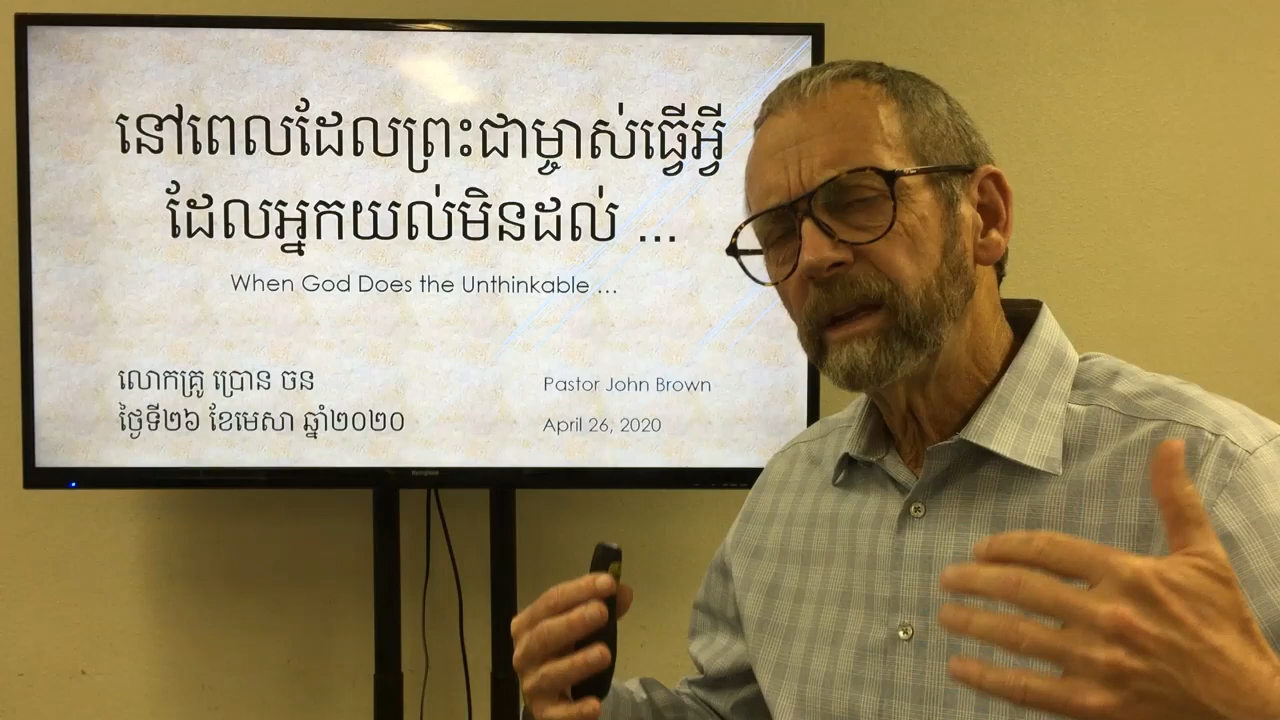 នៅពេលដែលព្រះជាម្ចាស់ធ្វើអ្វី
ដែលអ្នកយល់មិនដល់ ...
When God Does the Unthinkable ...
លោកគ្រូ ប្រោន ចន
ថ្ងៃទី២៦ ខែមេសា ឆ្នាំ២០២០
Pastor John Brown
April 26, 2020